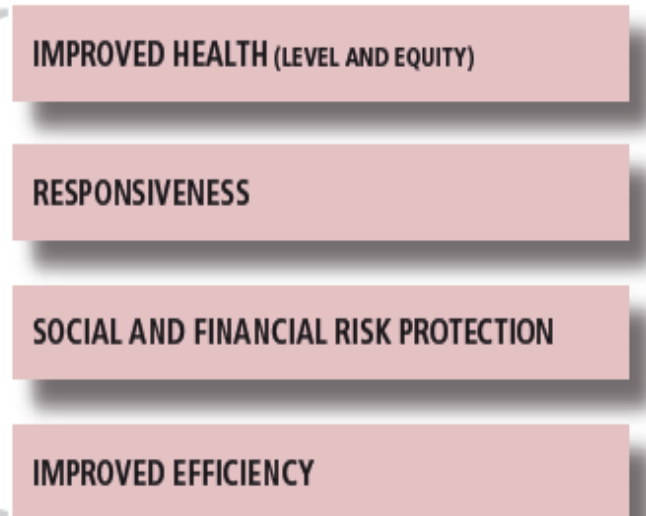 IMPROVED HEALTH (LEVEL AND EQUITY)
RESPONSIVENESS
SOCIAL AND FINANCIAL RISK PROTECTION
IMPROVED EFFICIENCY